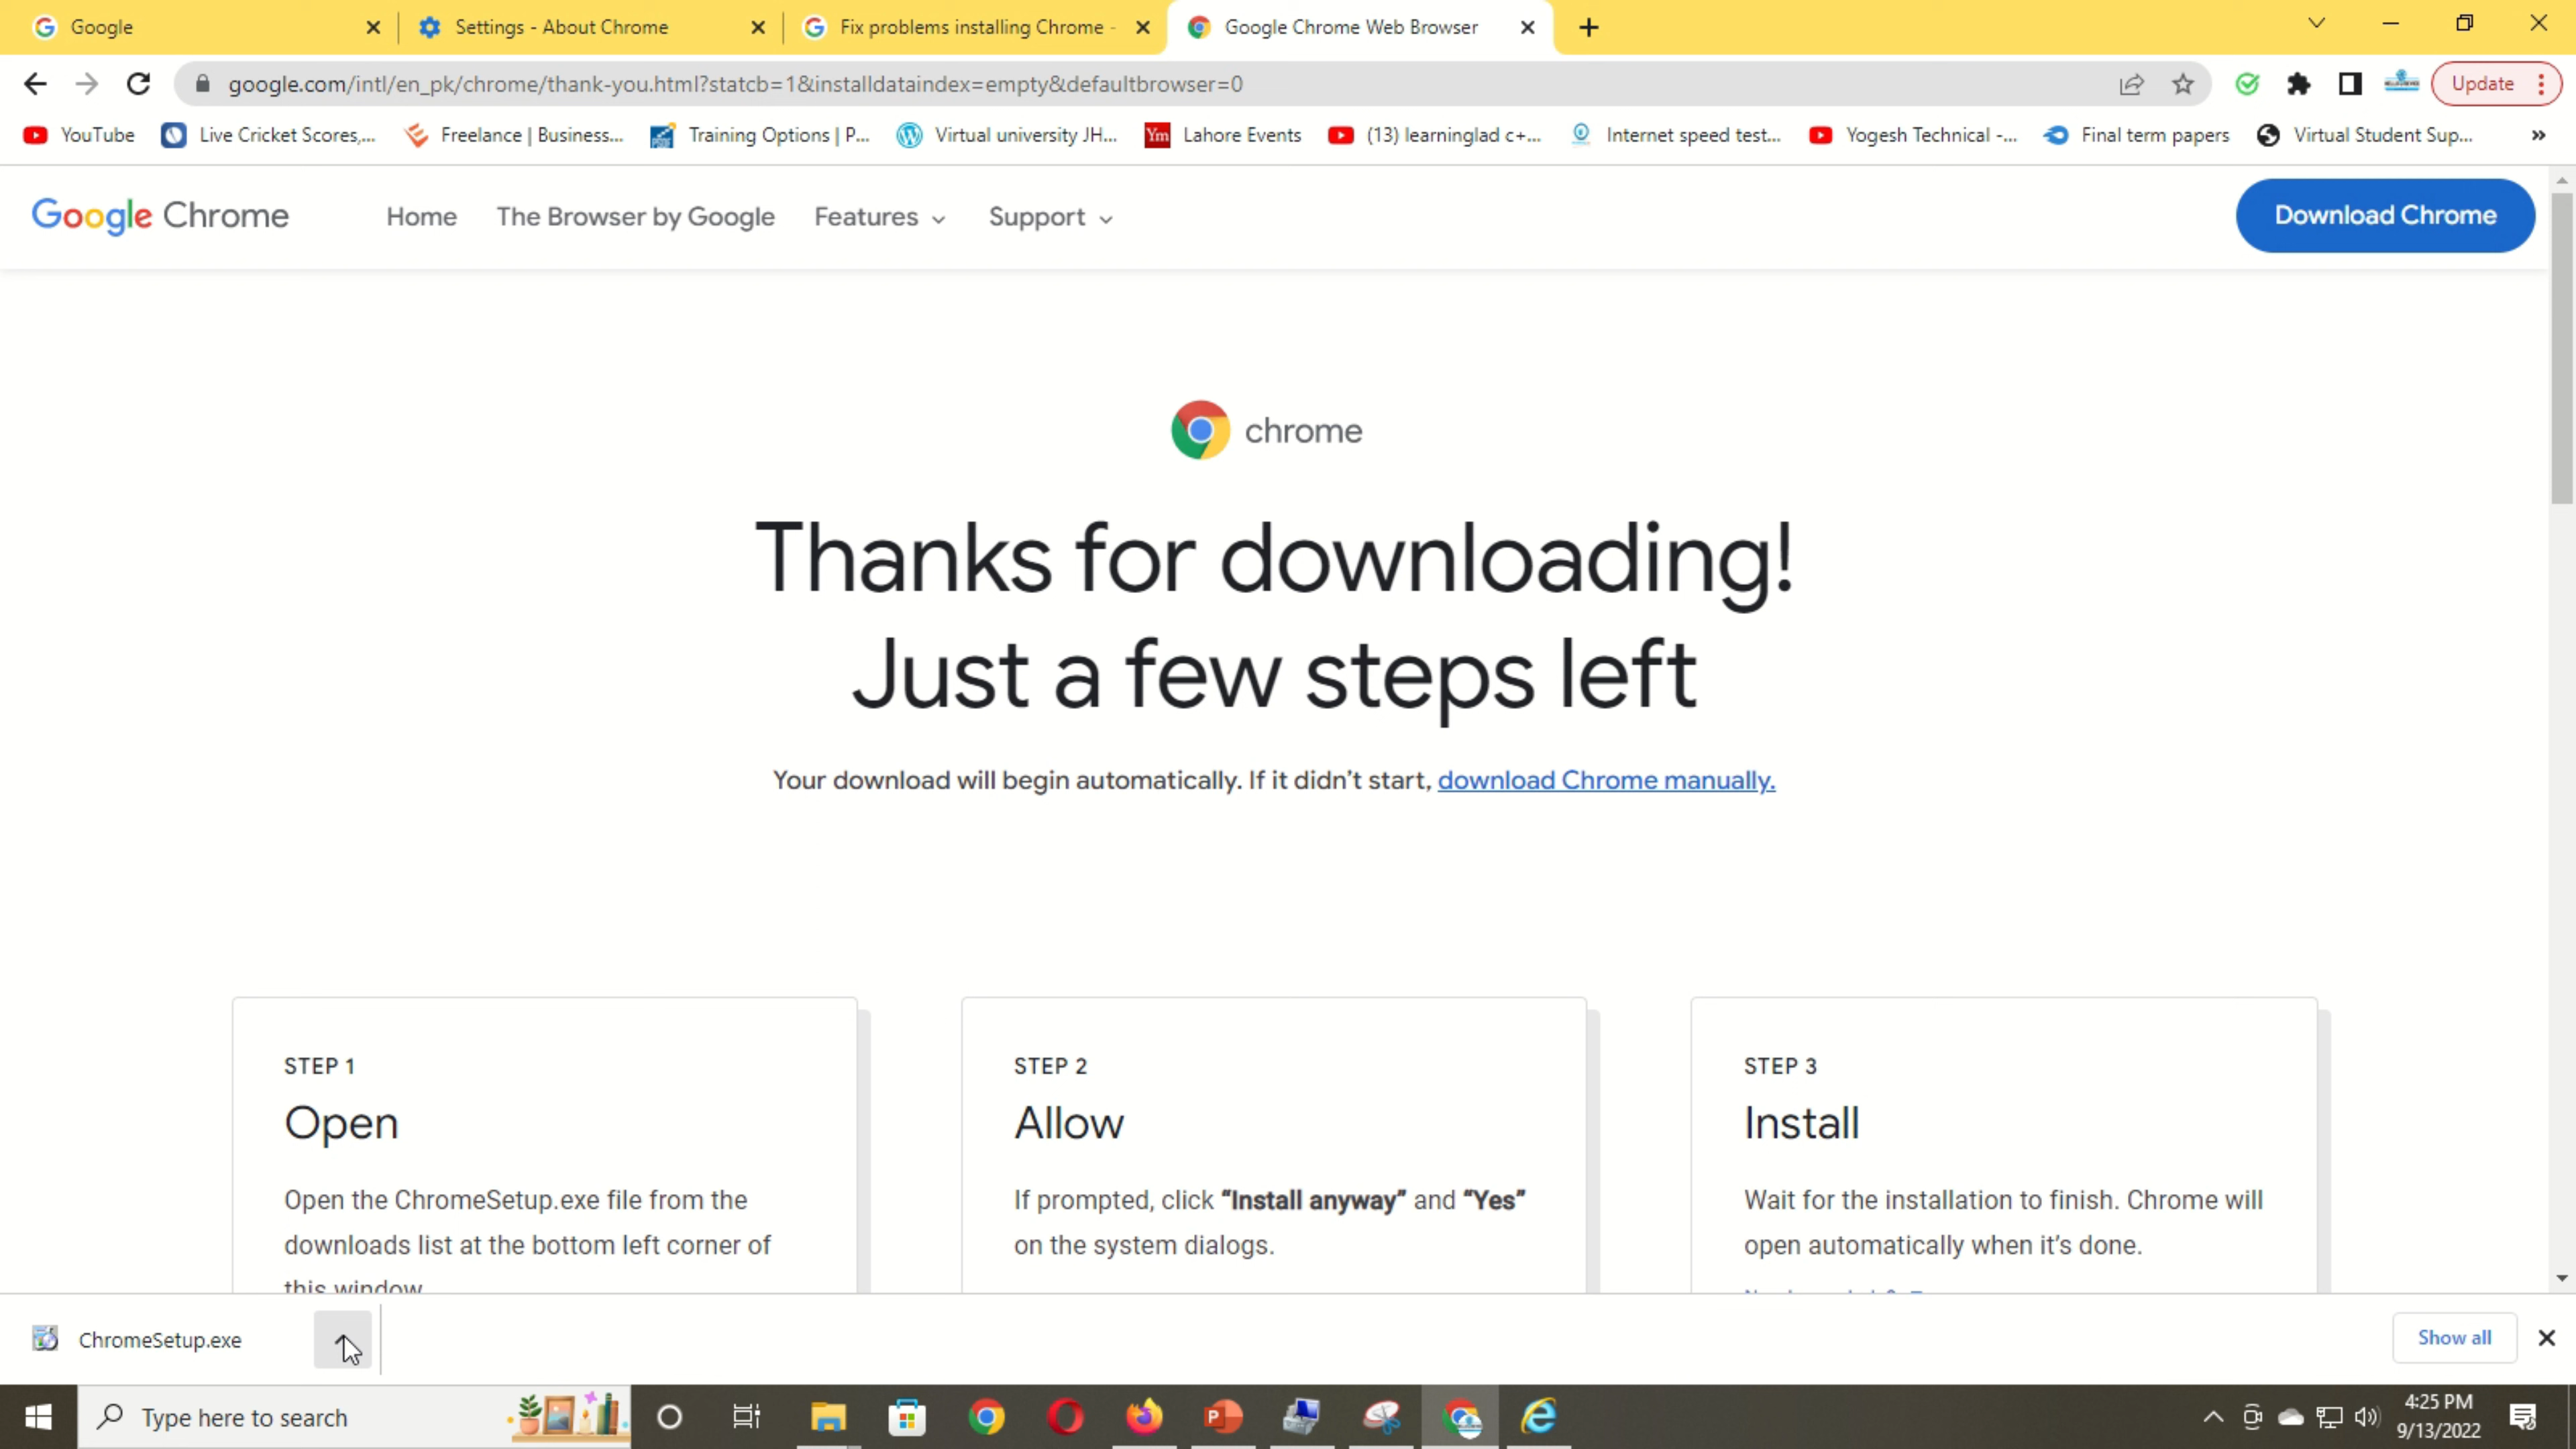 Google
Settings - About Chrome
Fix problems installing Chrome -
Google Chrome Web Browser
google.com/intl/en_pk/chrome/thank-you.html?statcb=1&installdataindex=empty&defaultbrowser=0
Update
YouTube
Live Cricket Scores,...
Freelance | Business...
Training Options | P...
Virtual university JH...
Ym
Lahore Events
(13) learninglad c+...
Internet speed test...
Yogesh Technical -...
Final term papers
Virtual Student Sup...
»
Google Chrome
Home
The Browser by Google
Features
Support
Download Chrome
chrome
Thanks for downloading!
Just a few steps left
Your download will begin automatically. If it didn't start, download Chrome manually.
STEP 1
Open
Open the ChromeSetup.exe file from the
downloads list at the bottom left corner of
this window
STEP 2
Allow
If prompted, click “Install anyway” and “Yes”
on the system dialogs.
STEP 3
Install
Wait for the installation to finish. Chrome will
open automatically when it’s done.
ChromeSetup.exe
Show all
Type here to search
4:25 PM
9/13/2022